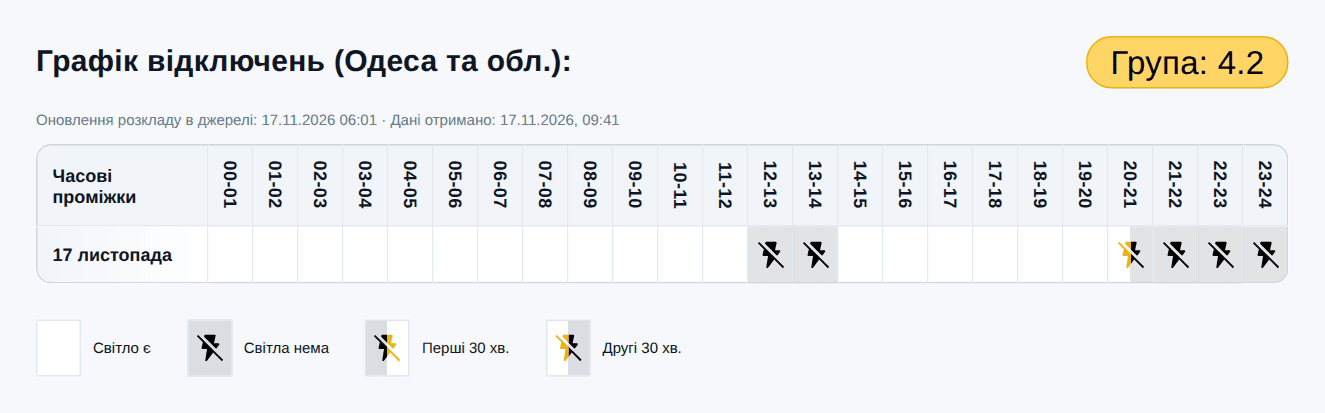 Графік відключень (Одеса та обл.):
Група: 4.2
Оновлення розкладу в джерелі: 17.11.2026 06:01 · Дані отримано: 17.11.2026, 09:41
Часові
проміжки
00-01
01-02
02-03
03-04
04-05
05-06
06-07
07-08
08-09
09-10
10-11
11-12
12-13
13-14
14-15
15-16
16-17
17-18
18-19
19-20
20-21
21-22
22-23
23-24
17 листопада
Світло є
Світла нема
Перші 30 хв.
Другі 30 хв.